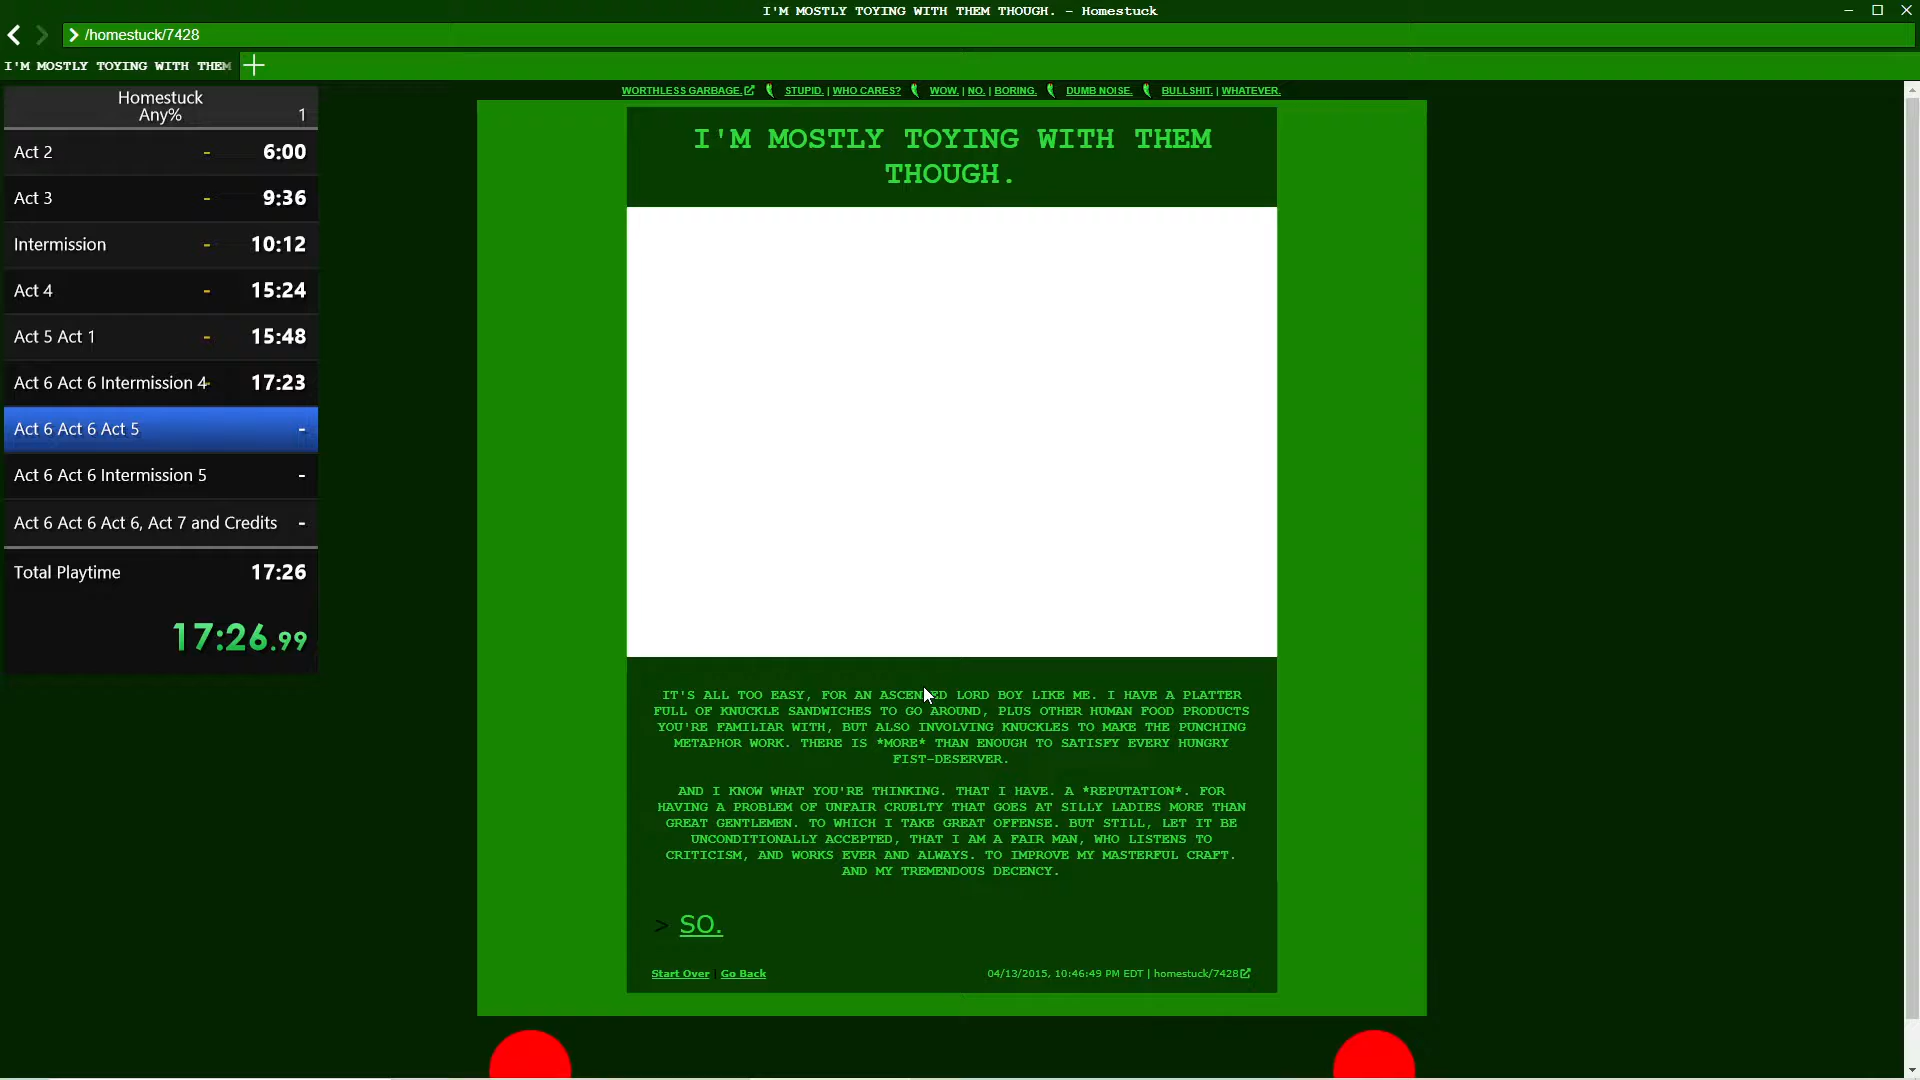 I'M MOSTLY TOYING WITH THEM THOUGH. - Homestuck
/homestuck/7428
I'M MOSTLY TOYING WITH THEM
WORTHLESS GARBAGE. STUPID. | WHO CARES? WOW. | NO. | BORING. DUMB NOISE. BULLSHIT. | WHATEVER.
Homestuck
Any% 1
Act 2 - 6:00
Act 3 - 9:36
Intermission - 10:12
Act 4 - 15:24
Act 5 Act 1 - 15:48
Act 6 Act 6 Intermission 4 - 17:23
Act 6 Act 6 Act 5 -
Act 6 Act 6 Intermission 5 -
Act 6 Act 6 Act 6, Act 7 and Credits -
Total Playtime 17:26
17:26.99
I'M MOSTLY TOYING WITH THEM
THOUGH.
IT'S ALL TOO EASY, FOR AN ASCENDED LORD BOY LIKE ME. I HAVE A PLATTER
FULL OF KNUCKLE SANDWICHES TO GO AROUND, PLUS OTHER HUMAN FOOD PRODUCTS
YOU'RE FAMILIAR WITH, BUT ALSO INVOLVING KNUCKLES TO MAKE THE PUNCHING
METAPHOR WORK. THERE IS *MORE* THAN ENOUGH TO SATISFY EVERY HUNGRY
FIST-DESERVER.
AND I KNOW WHAT YOU'RE THINKING. THAT I HAVE. A *REPUTATION*. FOR
HAVING A PROBLEM OF UNFAIR CRUELTY THAT GOES AT SILLY LADIES MORE THAN
GREAT GENTLEMEN. TO WHICH I TAKE GREAT OFFENSE. BUT STILL, LET IT BE
UNCONDITIONALLY ACCEPTED, THAT I AM A FAIR MAN, WHO LISTENS TO
CRITICISM, AND WORKS EVER AND ALWAYS. TO IMPROVE MY MASTERFUL CRAFT.
AND MY TREMENDOUS DECENCY.
> SO.
Start Over | Go Back 04/13/2015, 10:46:49 PM EDT | homestuck/7428